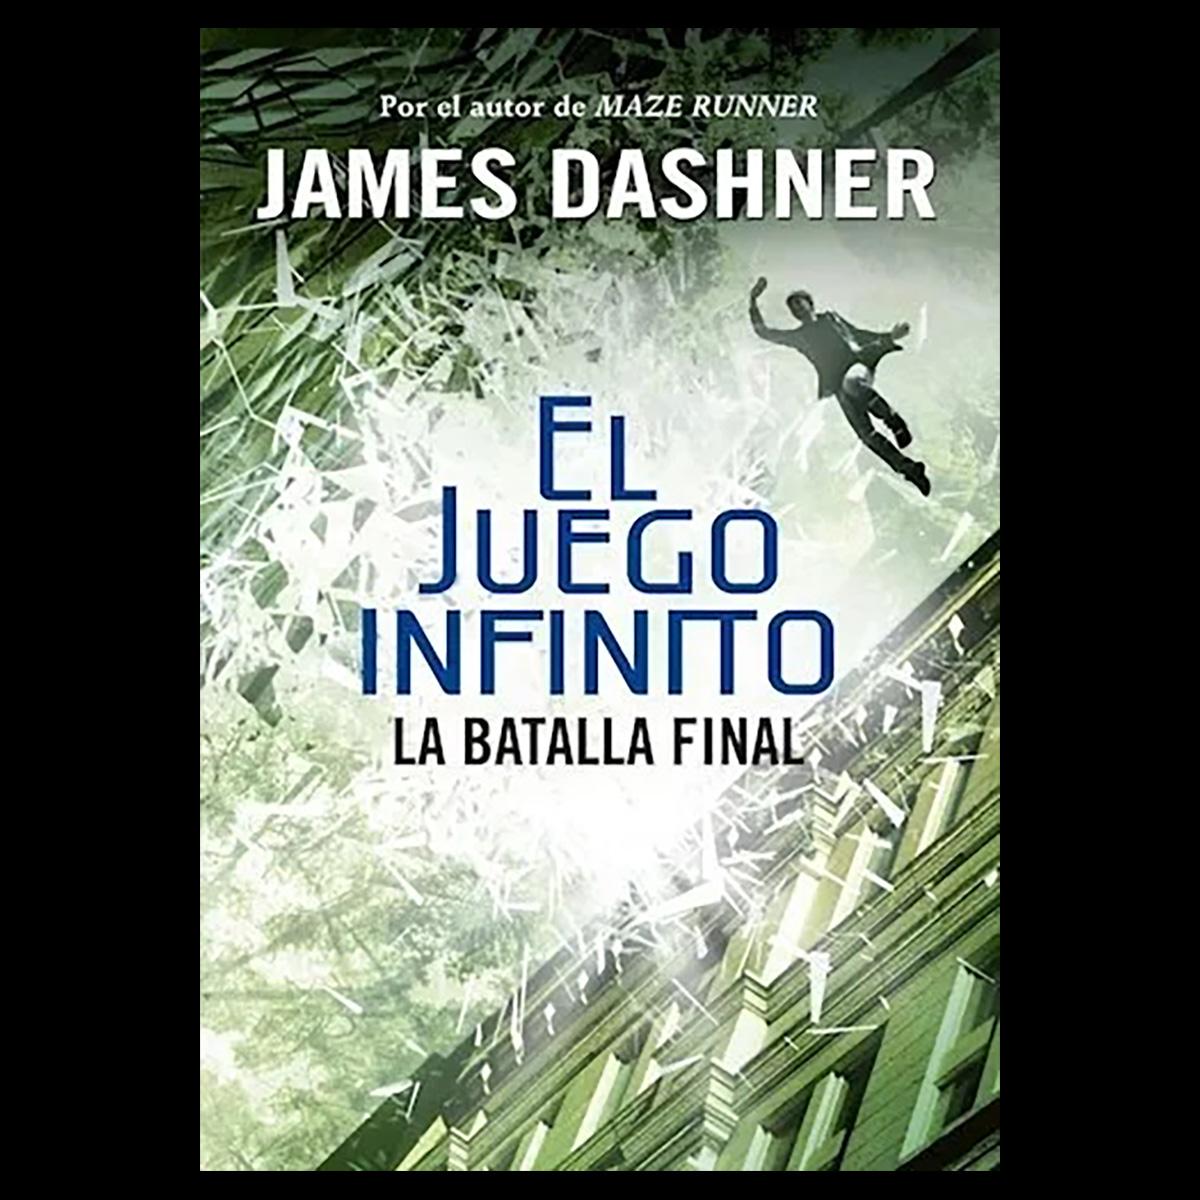 Por el autor de MAZE RUNNER
JAMES DASHNER
EL
JUEGO
INFINITO
LA BATALLA FINAL